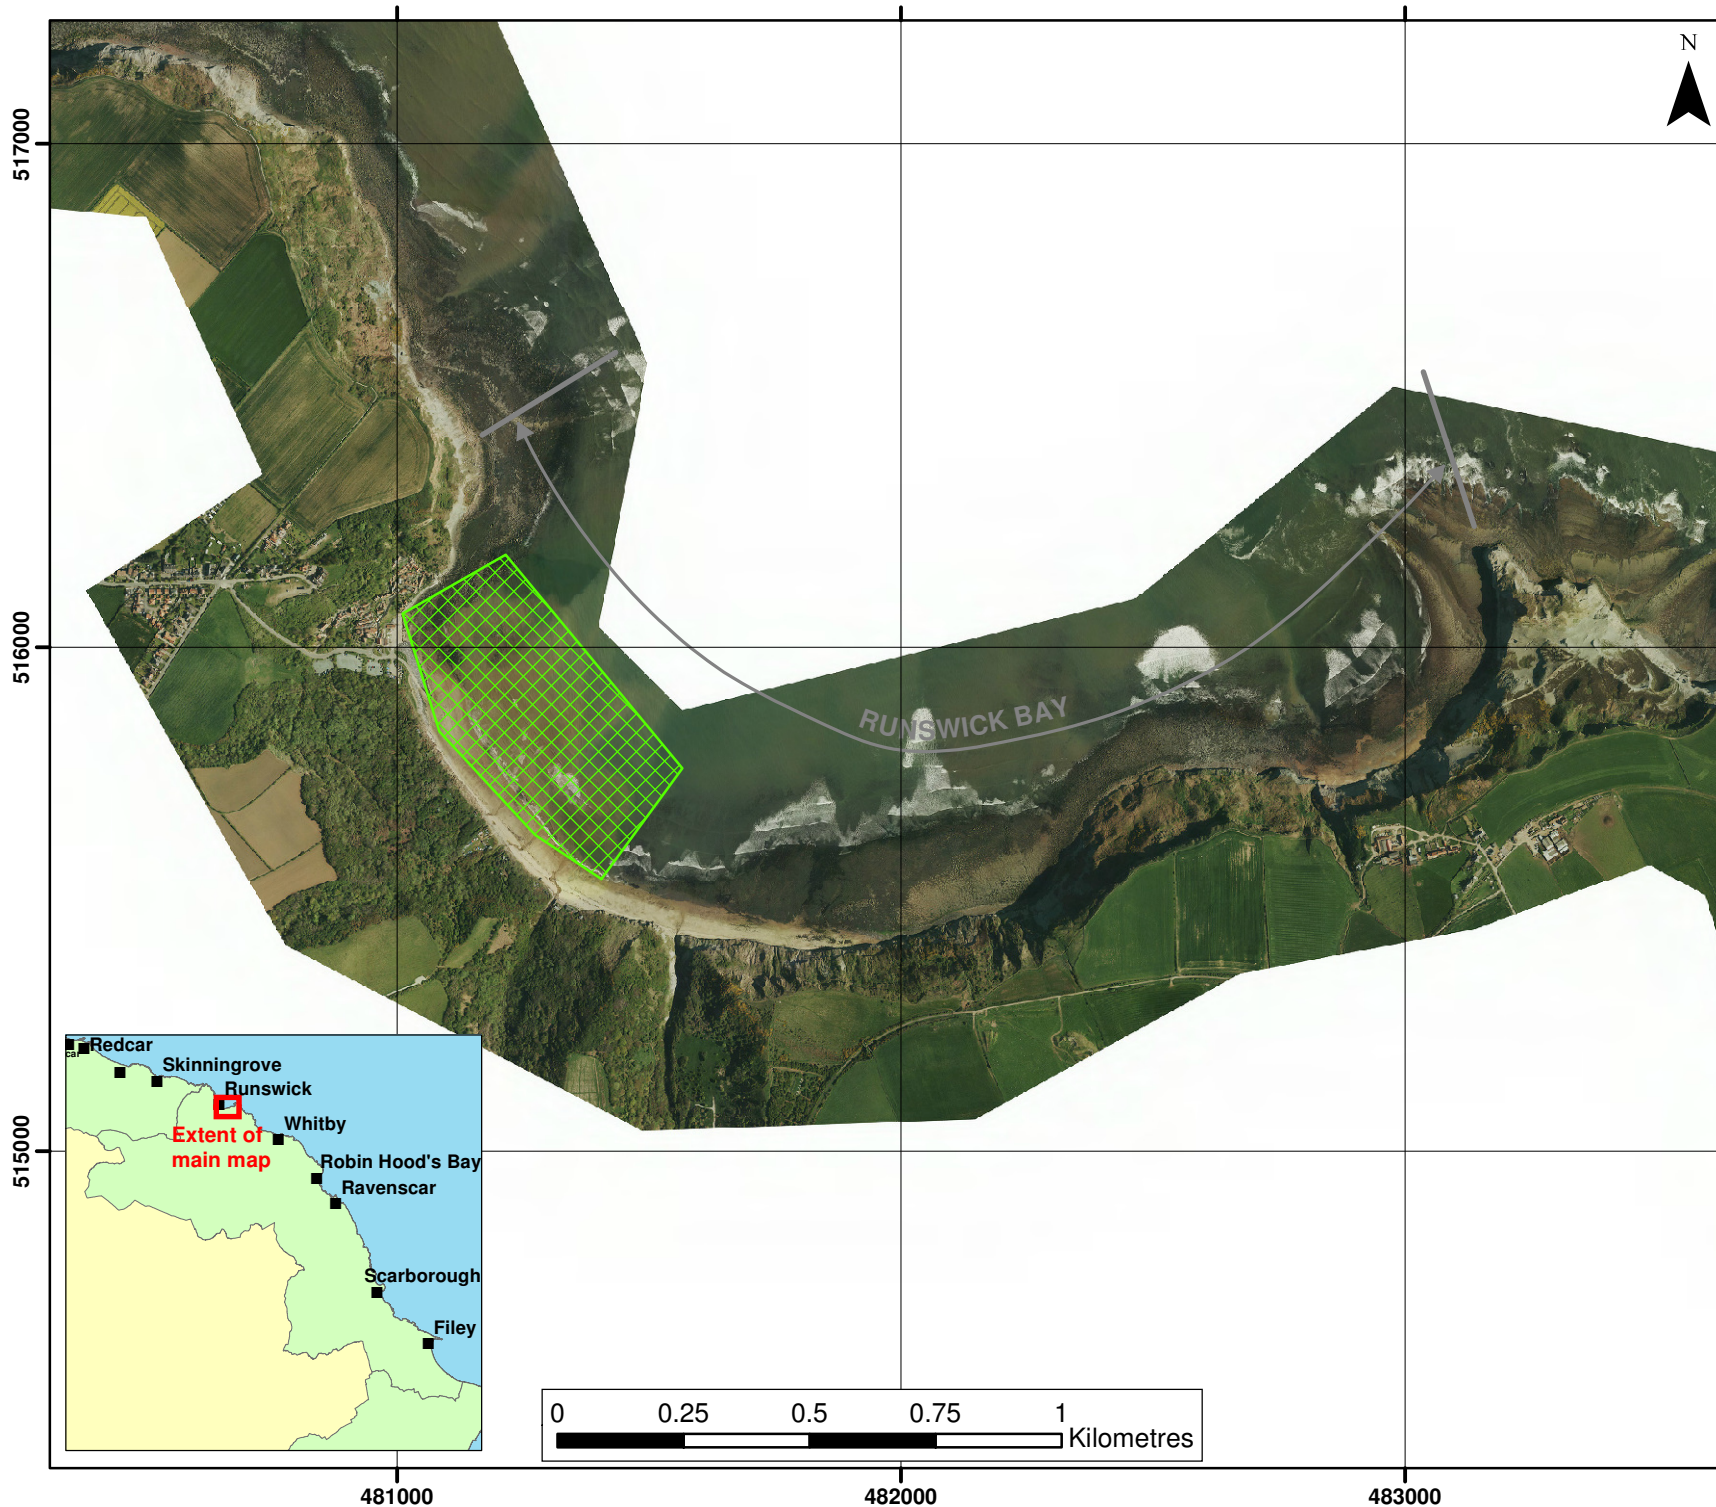 N
517000
516000
515000
RUNSWICK BAY
Redcar
car
Skinningrove
Runswick
Extent of
main map
Whitby
Robin Hood's Bay
Ravenscar
Scarborough
Filey
0 0.25 0.5 0.75 1
Kilometres
481000 482000 483000